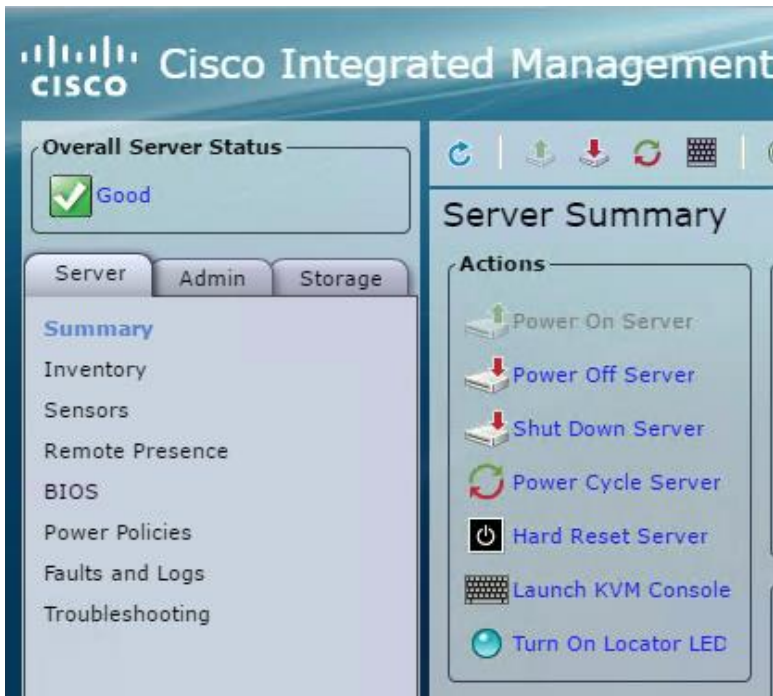 CISCO Cisco Integrated Management
Overall Server Status
Good
Server Admin Storage
Summary
Inventory
Sensors
Remote Presence
BIOS
Power Policies
Faults and Logs
Troubleshooting
Server Summary
Actions
Power On Server
Power Off Server
Shut Down Server
Power Cycle Server
Hard Reset Server
Launch KVM Console
Turn On Locator LED